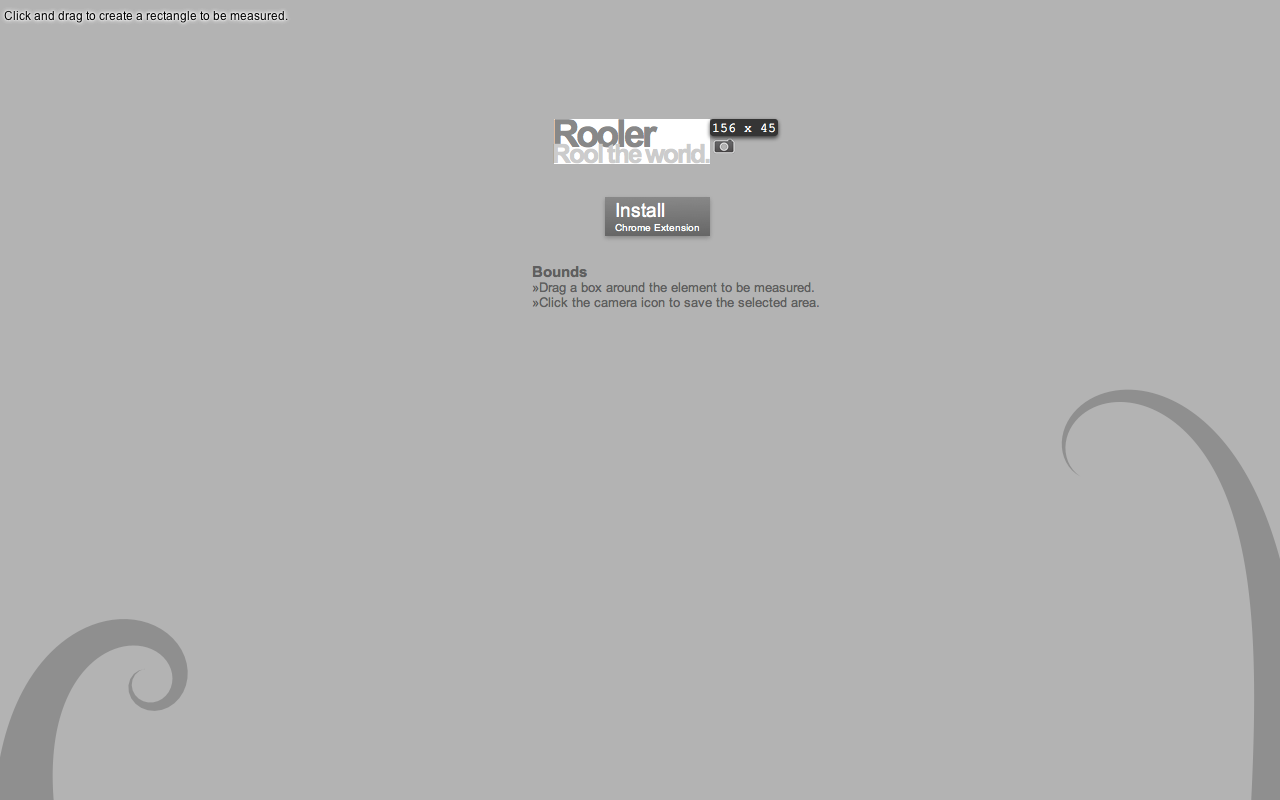 Click and drag to create a rectangle to be measured.
Rooler
156 x 45
Rool the world.
Install
Chrome Extension
Bounds
»Drag a box around the element to be measured.
»Click the camera icon to save the selected area.